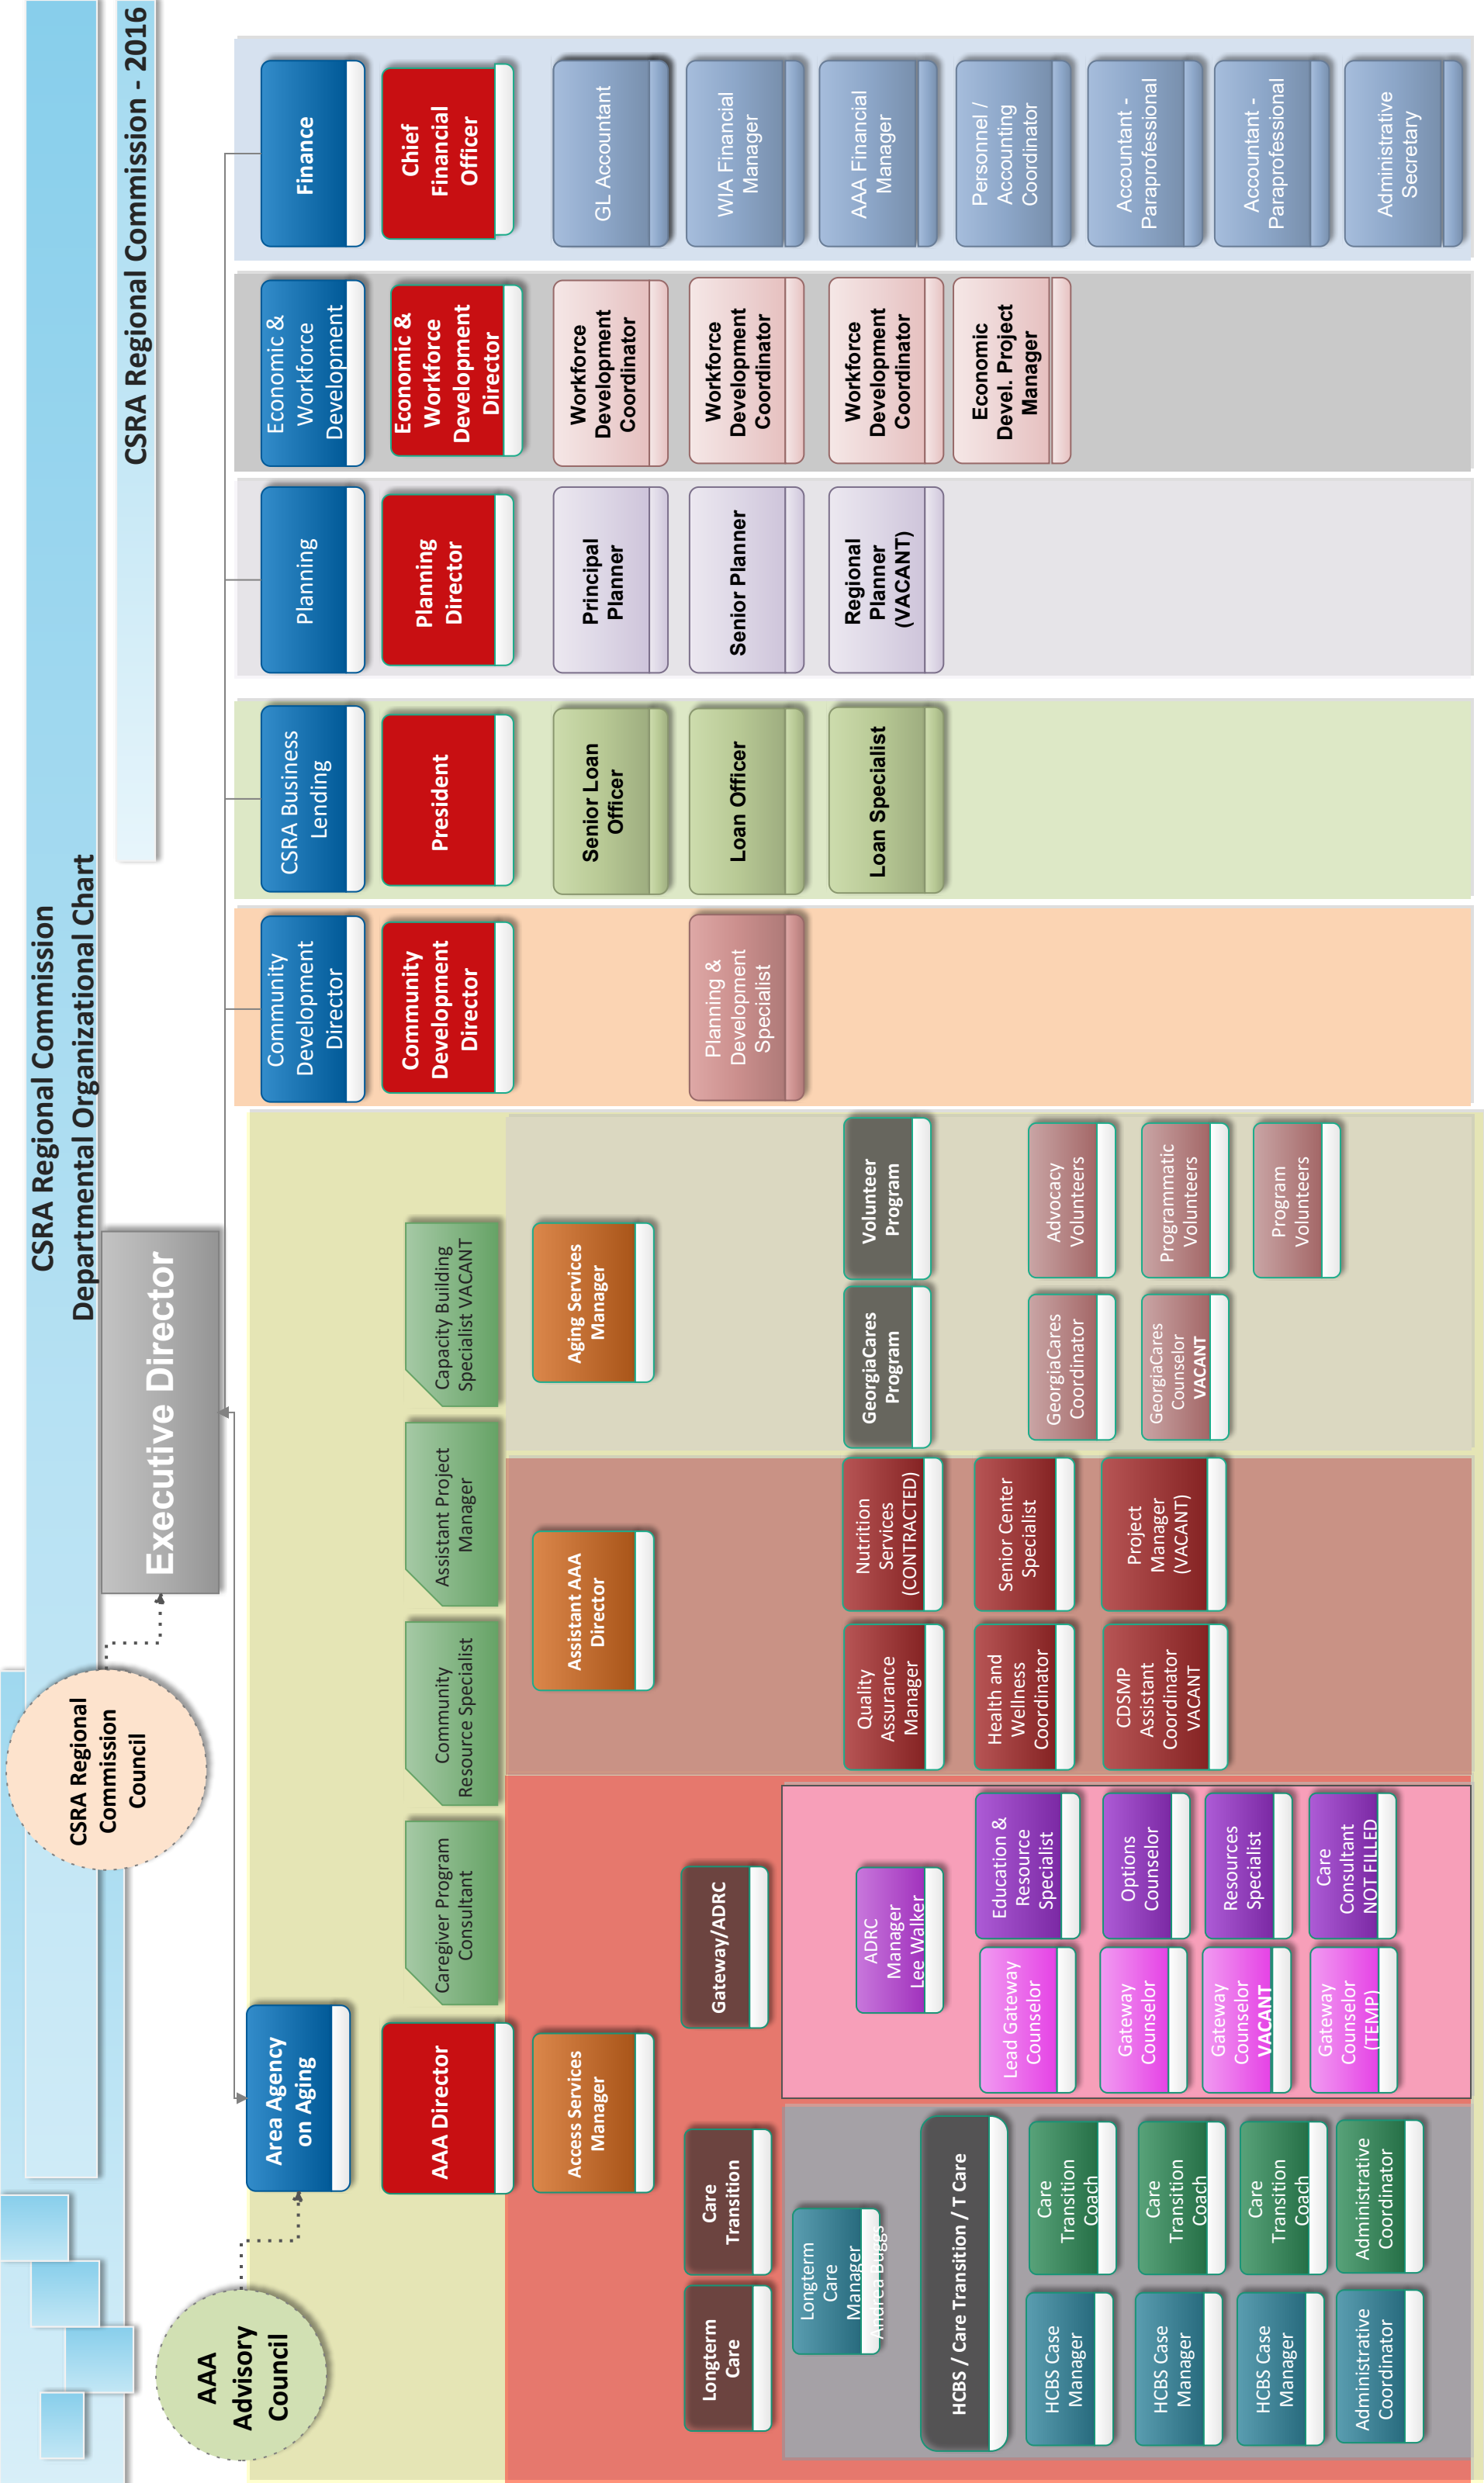 CSRA Regional Commission
Departmental Organizational Chart
CSRA Regional Commission - 2016
CSRA Regional
Commission
Council
Executive Director
AAA
Advisory
Council
Area Agency
on Aging
AAA Director
Caregiver Program
Consultant
Community
Resource Specialist
Assistant Project
Manager
Capacity Building
Specialist VACANT
Access Services
Manager
Assistant AAA
Director
Aging Services
Manager
Longterm
Care
Care
Transition
Gateway/ADRC
Longterm
Care
Manager
Andrea Buggs
HCBS / Care Transition / T Care
HCBS Case
Manager
HCBS Case
Manager
HCBS Case
Manager
Administrative
Coordinator
Care
Transition
Coach
Care
Transition
Coach
Care
Transition
Coach
Administrative
Coordinator
ADRC
Manager
Lee Walker
Lead Gateway
Counselor
Gateway
Counselor
Gateway
Counselor
VACANT
Gateway
Counselor
(TEMP)
Education &
Resource
Specialist
Options
Counselor
Resources
Specialist
Care
Consultant
NOT FILLED
Quality
Assurance
Manager
Health and
Wellness
Coordinator
CDSMP
Assistant
Coordinator
VACANT
Nutrition
Services
(CONTRACTED)
Senior Center
Specialist
Project
Manager
(VACANT)
GeorgiaCares
Program
GeorgiaCares
Coordinator
GeorgiaCares
Counselor
VACANT
Volunteer
Program
Advocacy
Volunteers
Programmatic
Volunteers
Program
Volunteers
Community
Development
Director
Community
Development
Director
Planning &
Development
Specialist
CSRA Business
Lending
President
Senior Loan
Officer
Loan Officer
Loan Specialist
Planning
Planning
Director
Principal
Planner
Senior Planner
Regional
Planner
(VACANT)
Economic &
Workforce
Development
Economic &
Workforce
Development
Director
Workforce
Development
Coordinator
Workforce
Development
Coordinator
Workforce
Development
Coordinator
Economic
Devel. Project
Manager
Finance
Chief
Financial
Officer
GL Accountant
WIA Financial
Manager
AAA Financial
Manager
Personnel /
Accounting
Coordinator
Accountant -
Paraprofessional
Accountant -
Paraprofessional
Administrative
Secretary